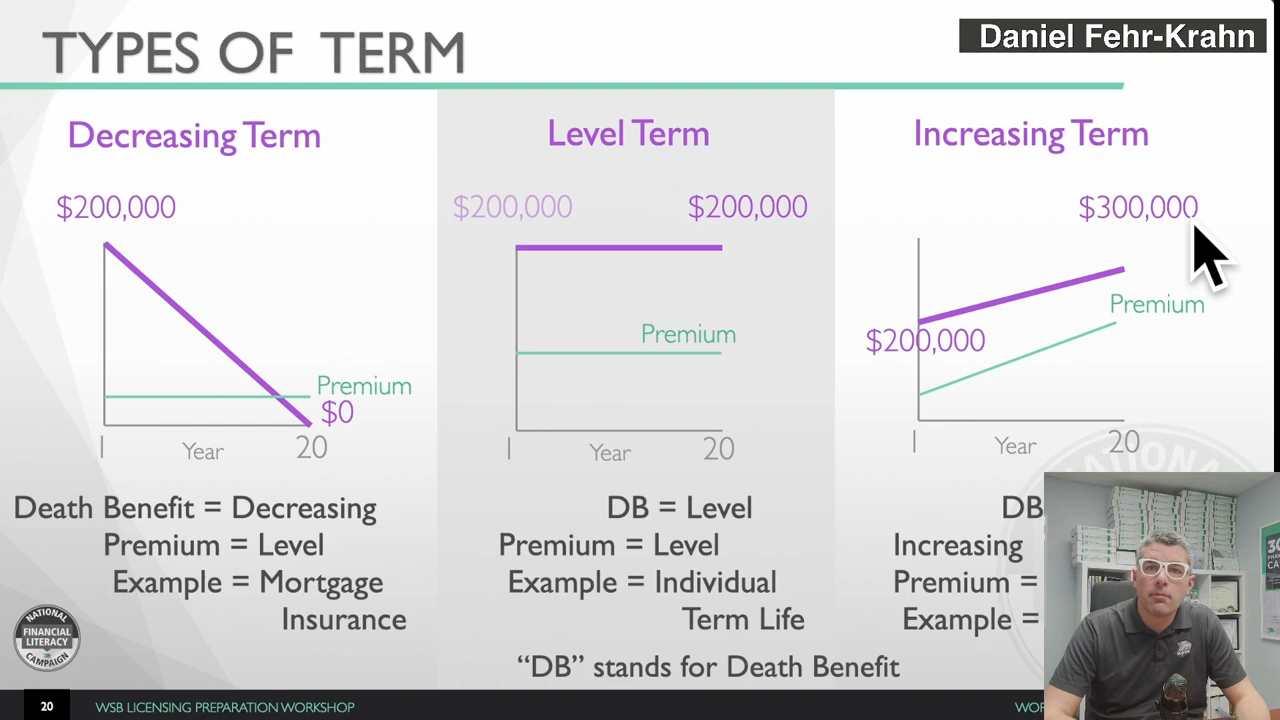 TYPES OF TERM
Daniel Fehr-Krahn
Decreasing Term
$200,000
Premium
$0
1 Year 20
Death Benefit = Decreasing
Premium = Level
Example = Mortgage
Insurance
Level Term
$200,000 $200,000
Premium
1 Year 20
DB = Level
Premium = Level
Example = Individual
Term Life
Increasing Term
$300,000
Premium
$200,000
1 Year 20
DB
Increasing
Premium =
Example =
"DB" stands for Death Benefit
NATIONAL
FINANCIAL
LITERACY
CAMPAIGN
20 WSB LICENSING PREPARATION WORKSHOP